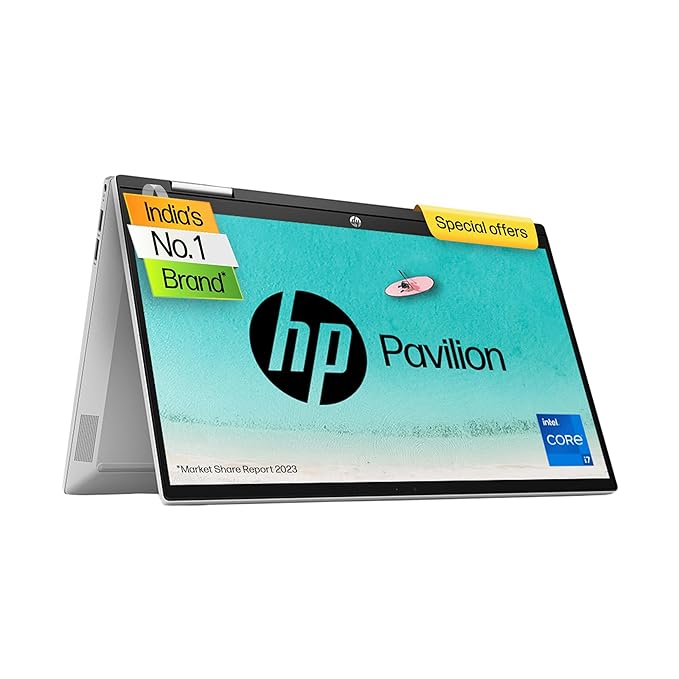 India's
No.1
Brand*
hp
Special offers
hp
Pavilion
intel
CORE
i7
*Market Share Report 2023